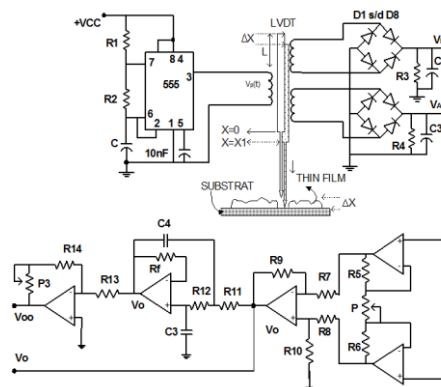 LVDT
D1 s/d D8
+VCC
ΔX
R1
7
8 4
L
555
3
Vp(t)
R3
C
R2
6
2 1 5
VA
C3
R4
C
10nF
X=0
X=X1
SUBSTRAT
THIN FILM
ΔX
C4
R14
Rf
R9
R7
R5
P3
R13
Vo
R12
R11
Vo
P
Voo
R8
C3
R10
R6
Vo